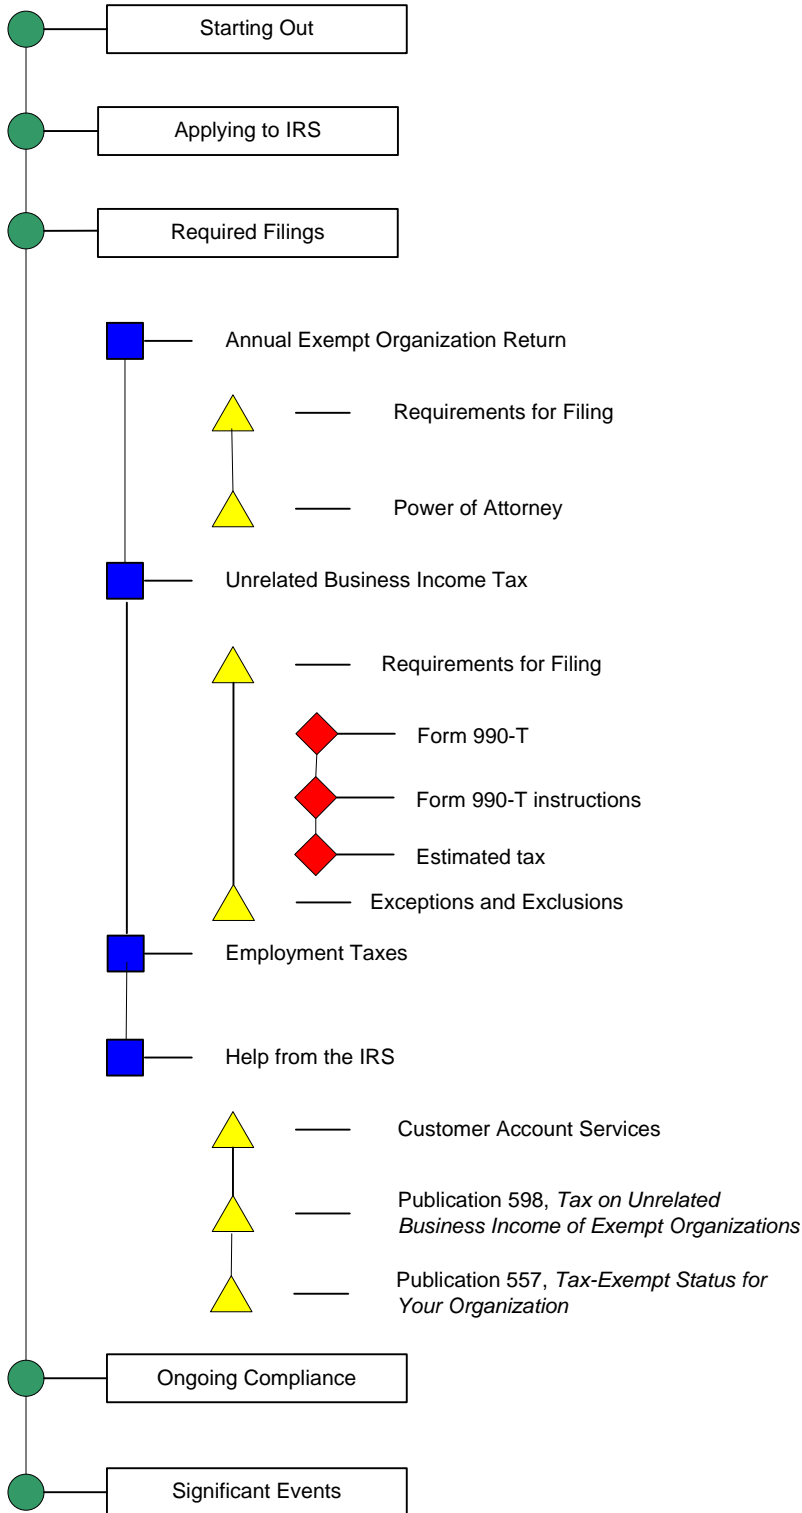 Starting Out
Applying to IRS
Required Filings
Annual Exempt Organization Return
Requirements for Filing
Power of Attorney
Unrelated Business Income Tax
Requirements for Filing
Form 990-T
Form 990-T instructions
Estimated tax
Exceptions and Exclusions
Employment Taxes
Help from the IRS
Customer Account Services
Publication 598, Tax on Unrelated
Business Income of Exempt Organizations
Publication 557, Tax-Exempt Status for
Your Organization
Ongoing Compliance
Significant Events